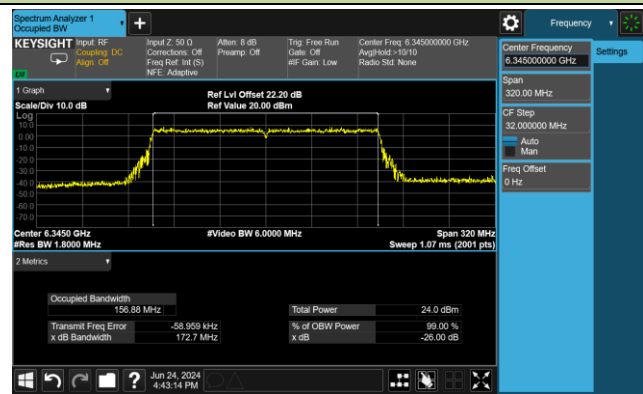 Spectrum Analyzer 1
Occupied BW
+
Frequency
KEYSIGHT
Input: RF
Coupling: DC
Align: Off
Input Z: 50 Ω
Corrections: Off
Freq Ref: Int (S)
NFE: Adaptive
Atten: 8 dB
Preamp: Off
Trig: Free Run
Gate: Off
#IF Gain: Low
Center Freq: 6.345000000 GHz
Avg|Hold:>10/10
Radio Std: None
Center Frequency
6.345000000 GHz
Settings
Span
320.00 MHz
CF Step
32.000000 MHz
Auto
Man
Freq Offset
0 Hz
1 Graph
Scale/Div 10.0 dB
Ref Lvl Offset 22.20 dB
Ref Value 20.00 dBm
Log
10.0
0.00
-10.0
-20.0
-30.0
-40.0
-50.0
-60.0
-70.0
Center 6.3450 GHz
#Video BW 6.0000 MHz
Span 320 MHz
#Res BW 1.8000 MHz
Sweep 1.07 ms (2001 pts)
2 Metrics
Occupied Bandwidth
156.88 MHz
Total Power 24.0 dBm
Transmit Freq Error -58.959 kHz
% of OBW Power 99.00 %
x dB Bandwidth 172.7 MHz
x dB -26.00 dB
?
Jun 24, 2024
4:43:14 PM